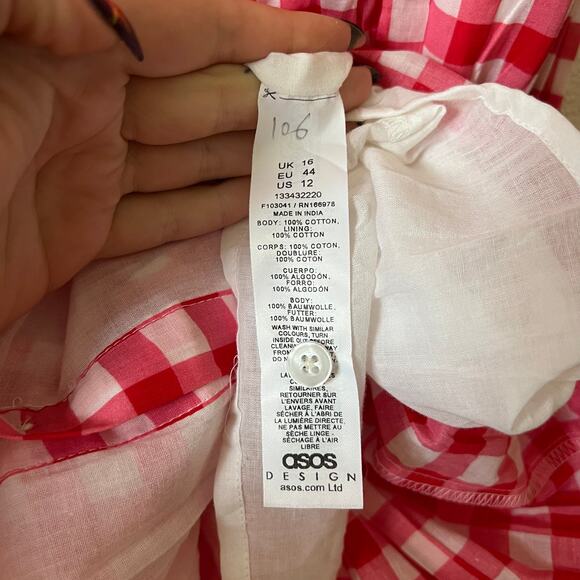 106
UK 16
EU 44
US 12
133432220
F103041 / RN166978
MADE IN INDIA
BODY: 100% COTTON,
LINING:
100% COTTON
CORPS: 100% COTON,
DOUBLURE:
100% COTON
CUERPO:
100% ALGODÓN,
FORRO:
100% ALGODÓN
BODY:
100% BAUMWOLLE,
FUTTER:
100% BAUMWOLLE
WASH WITH SIMILAR
COLOURS, TURN
INSIDE OUT BEFORE
SIMILAIRES,
RETOURNER SUR
L'ENVERS AVANT
LAVAGE, FAIRE
SÉCHER À L'ABRI DE
LA LUMIÈRE DIRECTE,
NE PAS METTRE AU
SÈCHE LINGE -
SÉCHAGE À L'AIR
LIBRE
asos
DESIGN
asos.com Ltd